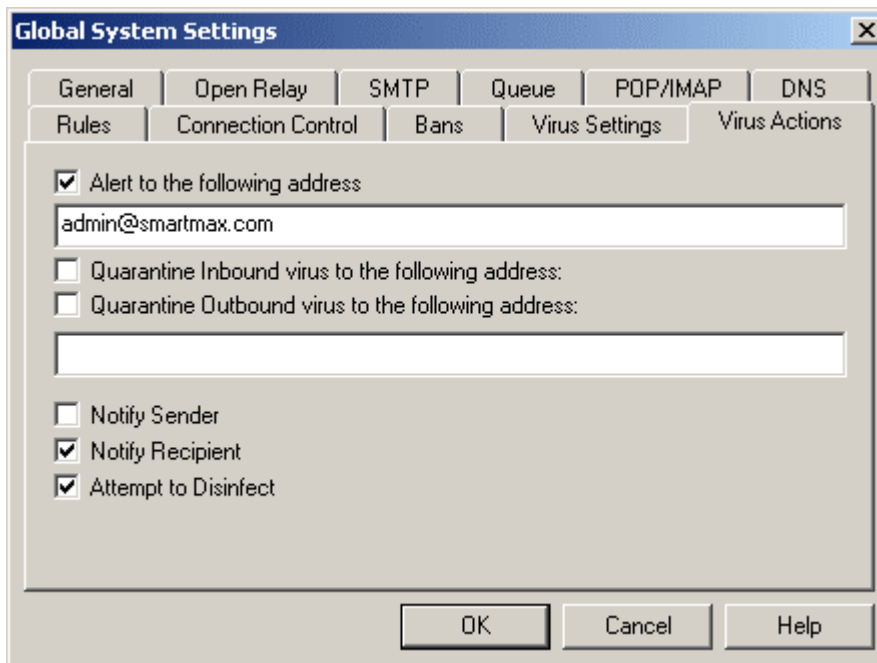 Global System Settings
General Open Relay SMTP Queue POP/IMAP DNS
Rules Connection Control Bans Virus Settings Virus Actions
Alert to the following address
admin@smartmax.com
Quarantine Inbound virus to the following address:
Quarantine Outbound virus to the following address:
Notify Sender
Notify Recipient
Attempt to Disinfect
OK Cancel Help